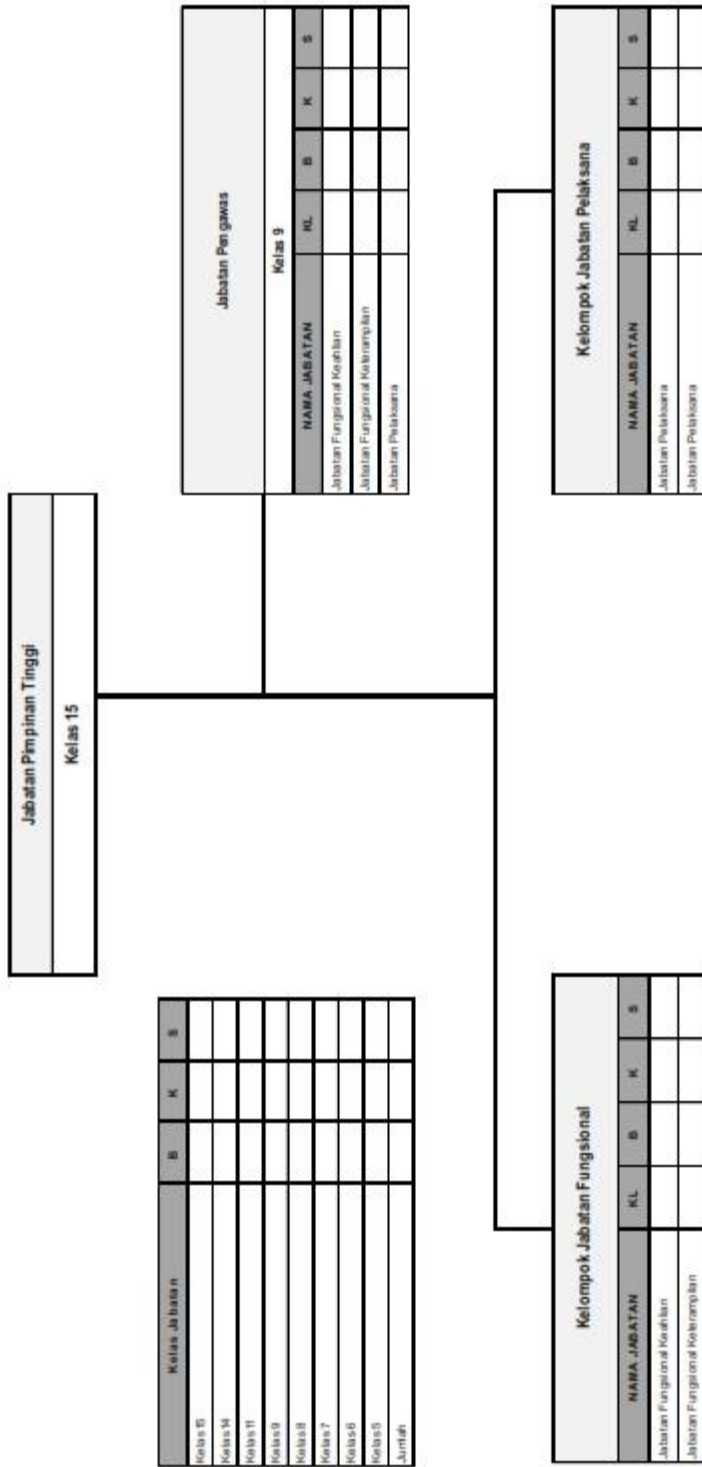 Jabatan Pimpinan Tinggi
Kelas 15
Kelas Jabatan B K S
Kelas 15
Kelas 14
Kelas 11
Kelas 9
Kelas 8
Kelas 7
Kelas 6
Kelas 5
Jumlah
Jabatan Pengawas
Kelas 9
NAMA JABATAN KL B K S
Jabatan Fungsional Keahlian
Jabatan Fungsional Keterampilan
Jabatan Pelaksana
Kelompok Jabatan Fungsional
NAMA JABATAN KL B K S
Jabatan Fungsional Keahlian
Jabatan Fungsional Keterampilan
Kelompok Jabatan Pelaksana
NAMA JABATAN KL B K S
Jabatan Pelaksana
Jabatan Pelaksana